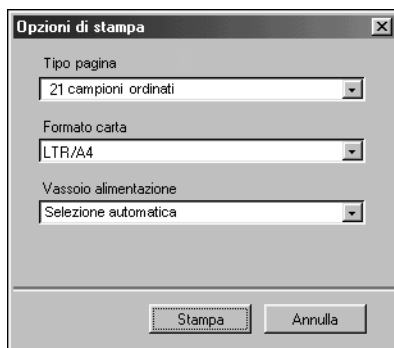 Opzioni di stampa
Tipo pagina
21 campioni ordinati
Formato carta
LTR/A4
Vassoio alimentazione
Selezione automatica
Stampa
Annulla